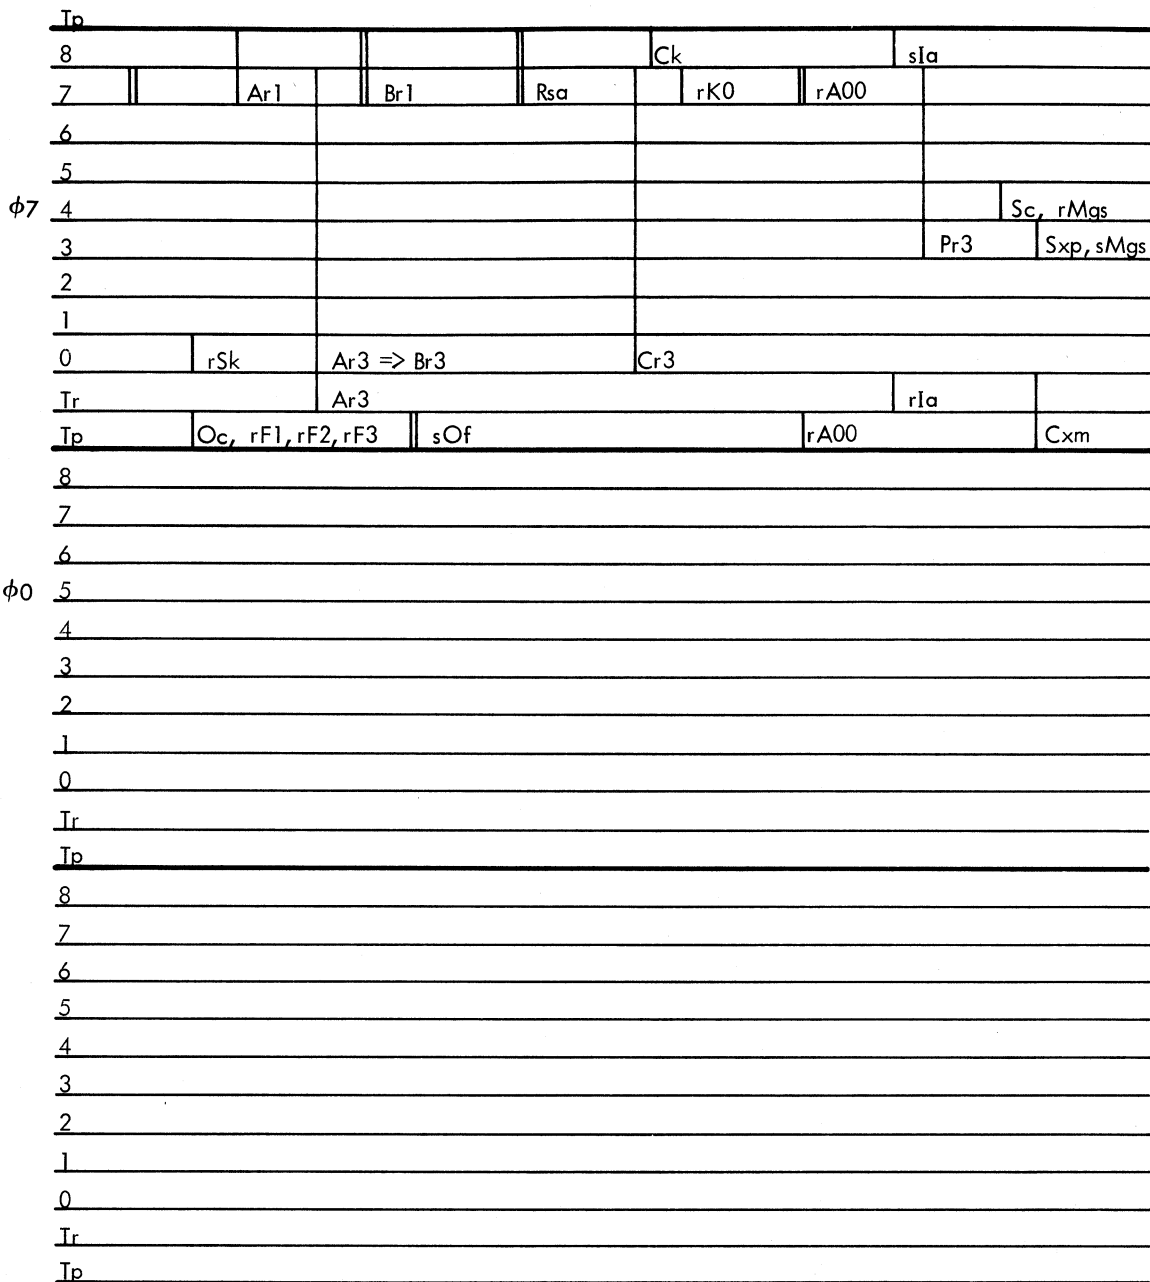 Tp
8 Ck sIa
7 Ar1 Br1 Rsa rK0 rA00
6
5
φ7 4 Sc, rMgs
3 Pr3 Sxp, sMgs
2
1
0 rSk Ar3 => Br3 Cr3
Tr Ar3 rIa
Tp Oc, rF1, rF2, rF3 sOf rA00 Cxm
8
7
6
φ0 5
4
3
2
1
0
Tr
Tp
8
7
6
5
4
3
2
1
0
Tr
Tp